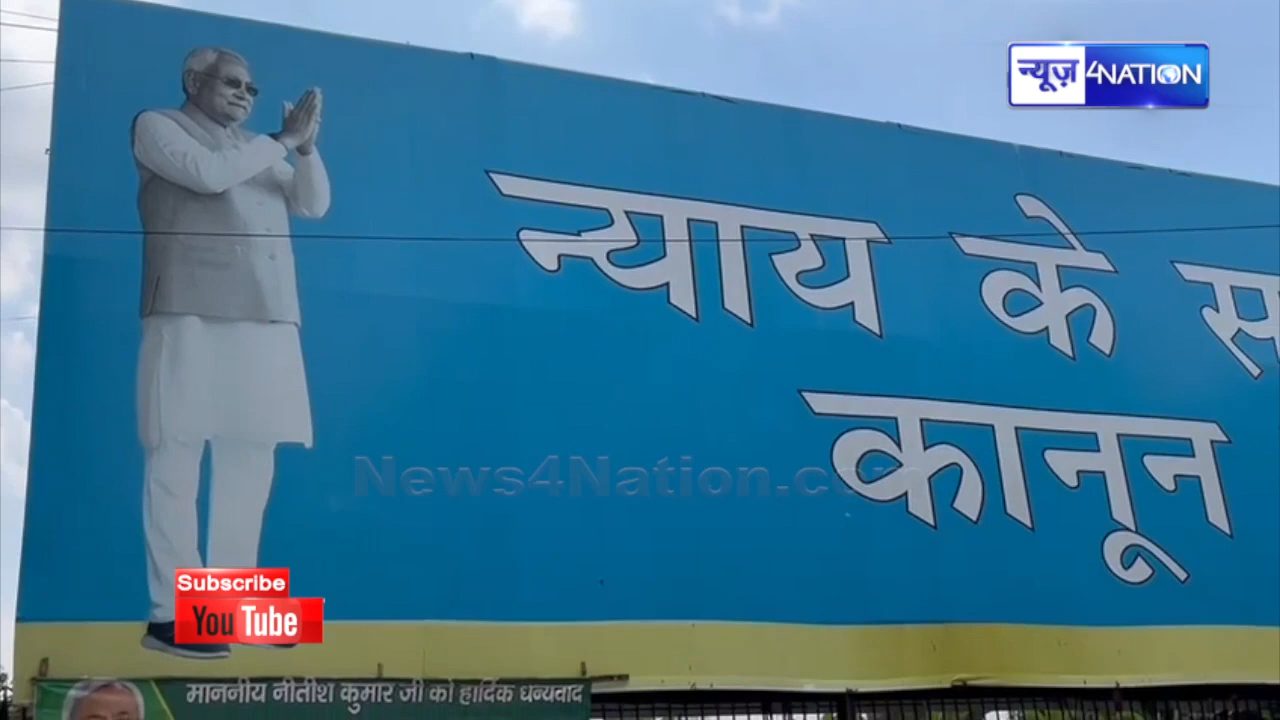 न्यूज़ 4NATION
न्याय के
कानून
News4Nation.com
Subscribe
YouTube
माननीय नीतीश कुमार जी को हार्दिक धन्यवाद